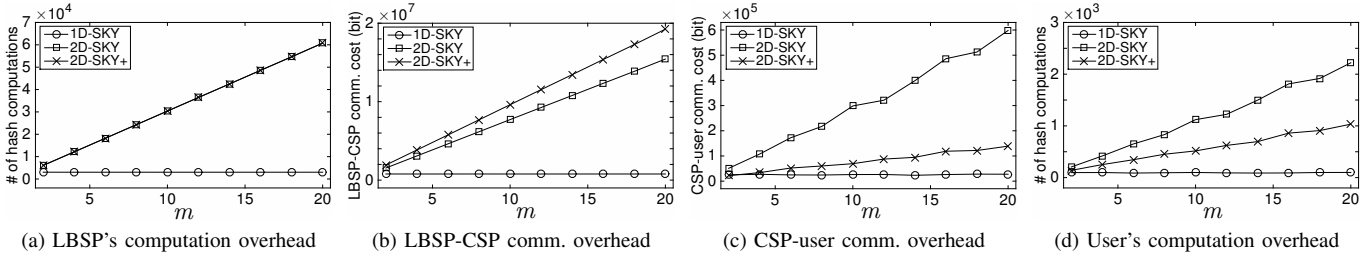 ×10⁴
7
6
5
4
3
2
1
0
# of hash computations
1D-SKY
2D-SKY
2D-SKY+
5
10
15
20
m
(a) LBSP's computation overhead
×10⁷
2
1
0
LBSP-CSP comm. cost (bit)
1D-SKY
2D-SKY
2D-SKY+
5
10
15
20
m
(b) LBSP-CSP comm. overhead
×10⁵
6
5
4
3
2
1
0
CSP-user comm. cost (bit)
1D-SKY
2D-SKY
2D-SKY+
5
10
15
20
m
(c) CSP-user comm. overhead
×10³
3
2
1
0
# of hash computations
1D-SKY
2D-SKY
2D-SKY+
5
10
15
20
m
(d) User's computation overhead